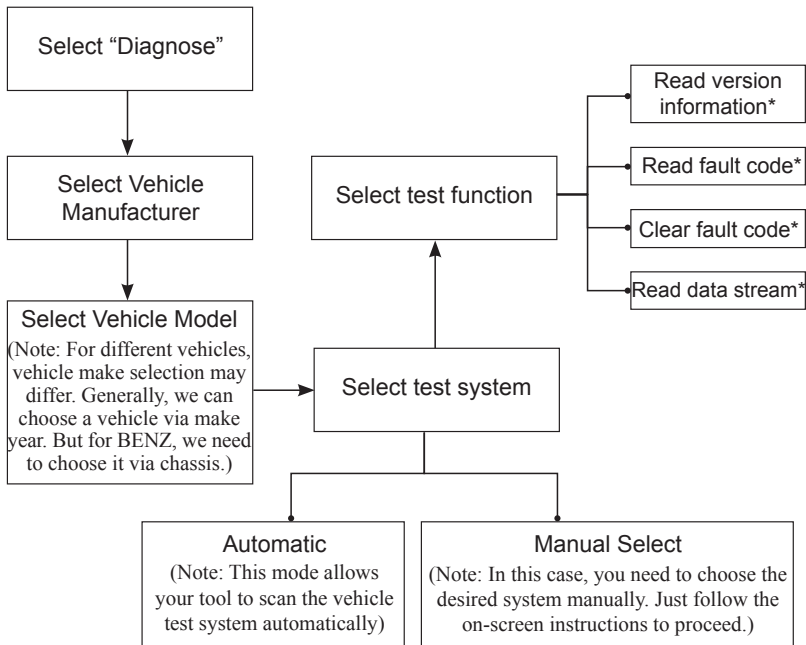 Select “Diagnose”
Select Vehicle
Manufacturer
Select Vehicle Model
(Note: For different vehicles,
vehicle make selection may
differ. Generally, we can
choose a vehicle via make
year. But for BENZ, we need
to choose it via chassis.)
Select test system
Automatic
(Note: This mode allows
your tool to scan the vehicle
test system automatically)
Manual Select
(Note: In this case, you need to choose the
desired system manually. Just follow the
on-screen instructions to proceed.)
Select test function
Read version
information*
Read fault code*
Clear fault code*
Read data stream*